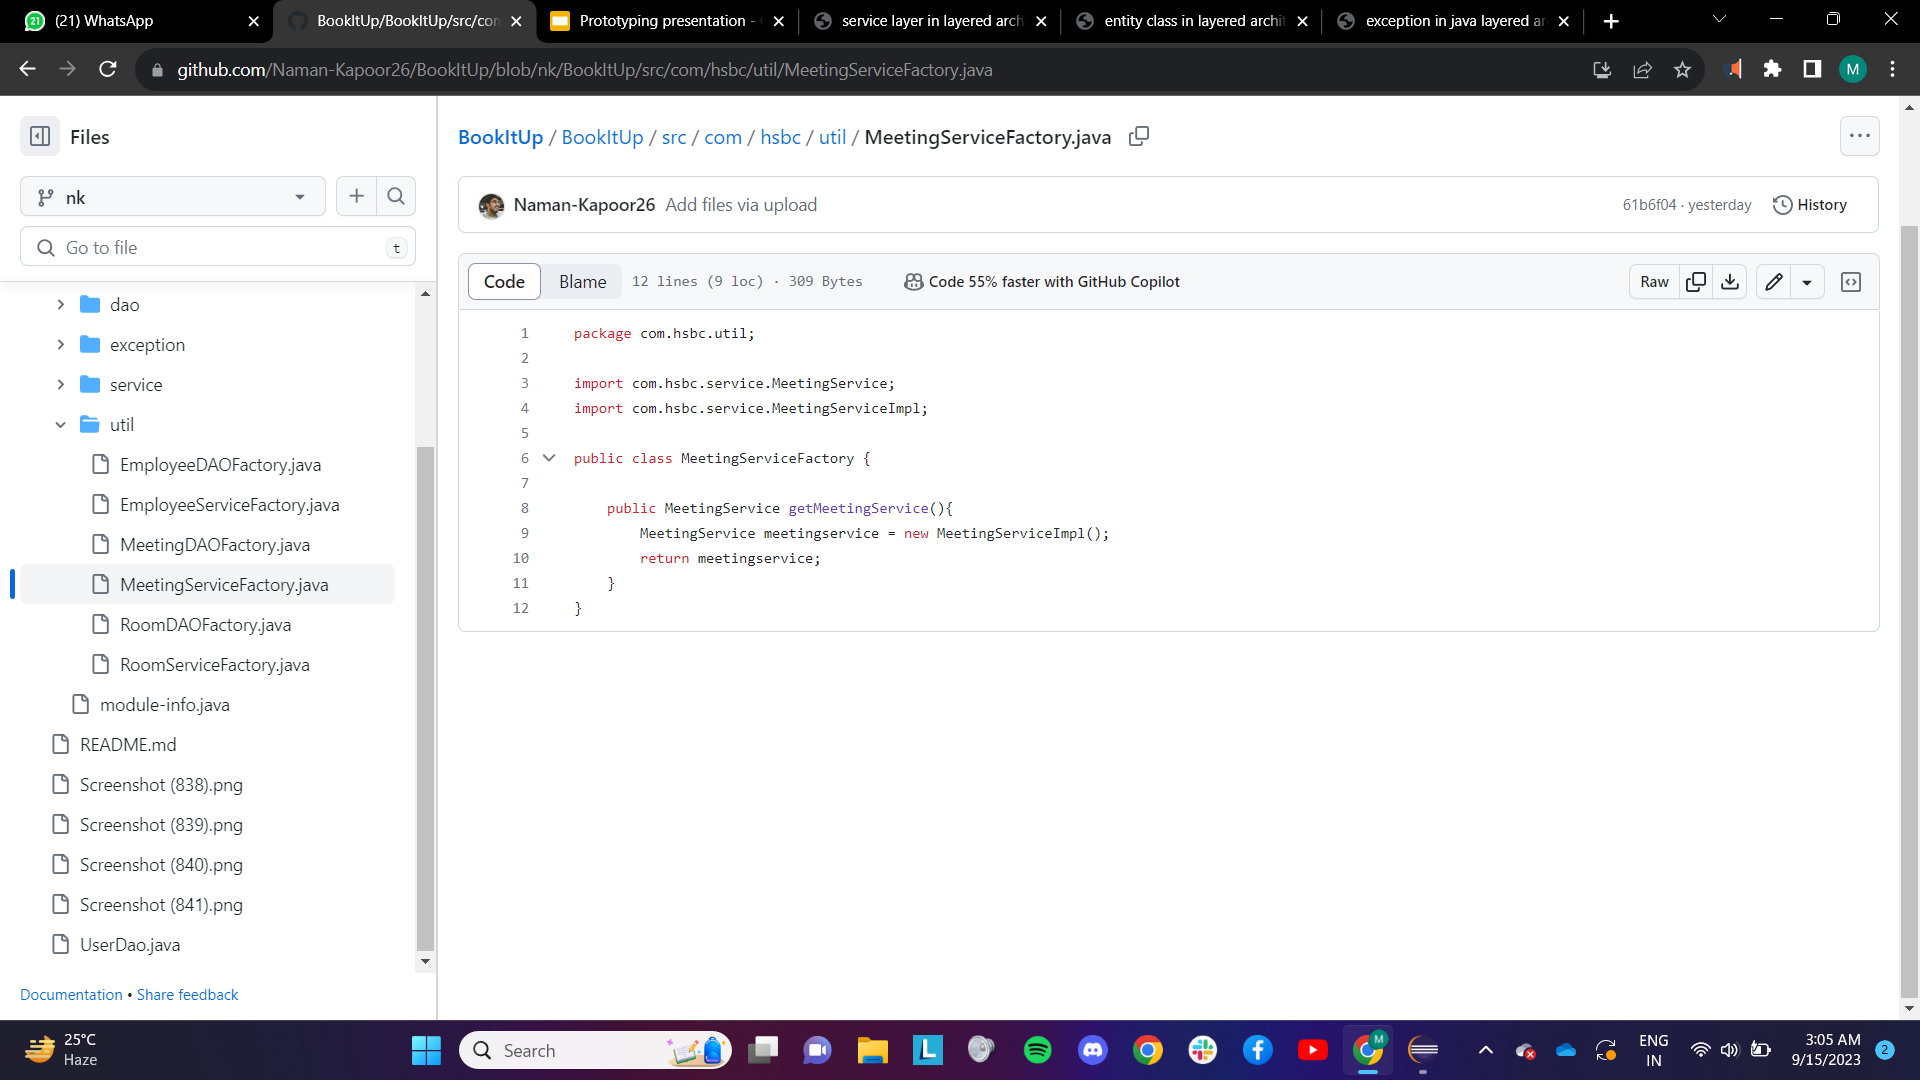 (21) WhatsApp
BookItUp/BookItUp/src/con
Prototyping presentation -
service layer in layered arch
entity class in layered archit
exception in java layered ar
github.com/Naman-Kapoor26/BookItUp/blob/nk/BookItUp/src/com/hsbc/util/MeetingServiceFactory.java
M
Files
nk
Go to file
t
dao
exception
service
util
EmployeeDAOFactory.java
EmployeeServiceFactory.java
MeetingDAOFactory.java
MeetingServiceFactory.java
RoomDAOFactory.java
RoomServiceFactory.java
module-info.java
README.md
Screenshot (838).png
Screenshot (839).png
Screenshot (840).png
Screenshot (841).png
UserDao.java
Documentation • Share feedback
BookItUp / BookItUp / src / com / hsbc / util / MeetingServiceFactory.java
Naman-Kapoor26 Add files via upload
61b6f04 · yesterday
History
Code
Blame
12 lines (9 loc) · 309 Bytes
Code 55% faster with GitHub Copilot
Raw
1 package com.hsbc.util;
2
3 import com.hsbc.service.MeetingService;
4 import com.hsbc.service.MeetingServiceImpl;
5
6 public class MeetingServiceFactory {
7
8 public MeetingService getMeetingService(){
9 MeetingService meetingservice = new MeetingServiceImpl();
10 return meetingservice;
11 }
12 }
25°C
Haze
Search
L
M
ENG
IN
3:05 AM
9/15/2023
2